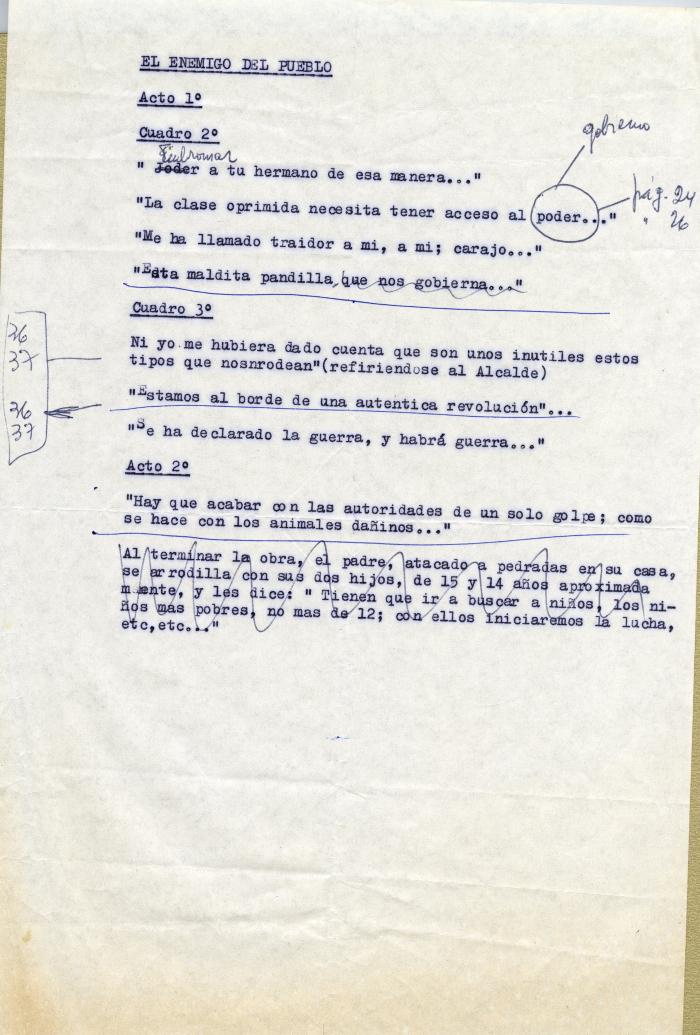 EL ENEMIGO DEL PUEBLO
Acto 1º
gobierno
Cuadro 2º
" Joder a tu hermano de esa manera..."
pág. 24
" 26
"La clase oprimida necesita tener acceso al poder..."
"Me ha llamado traidor a mi, a mi; carajo..."
"Esta maldita pandilla que nos gobierna..."
Cuadro 3º
36
37
Ni yo me hubiera dado cuenta que son unos inutiles estos
tipos que nosnrodean"(refiriendose al Alcalde)
36
37
"Estamos al borde de una autentica revolución"...
"Se ha declarado la guerra, y habrá guerra..."
Acto 2º
"Hay que acabar con las autoridades de un solo golpe; como
se hace con los animales dañinos..."
Al terminar la obra, el padre, atacado a pedradas en su casa,
se arrodilla con sus dos hijos, de 15 y 14 años aproximada
mente, y les dice: " Tienen que ir a buscar a niños, los ni-
ños mas pobres, no mas de 12; con ellos iniciaremos la lucha,
etc,etc..."